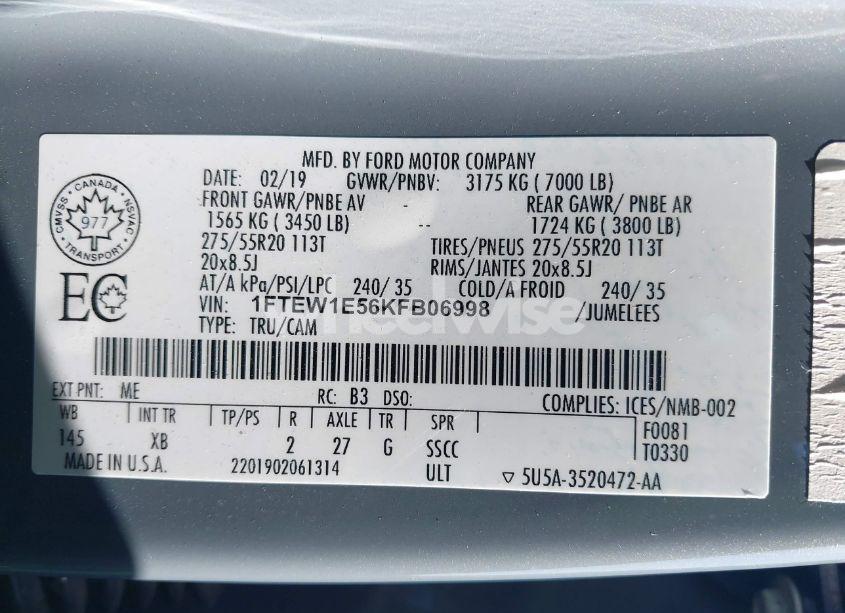 MFD. BY FORD MOTOR COMPANY
DATE: 02/19 GVWR/PNBV: 3175 KG ( 7000 LB)
FRONT GAWR/PNBE AV REAR GAWR/ PNBE AR
1565 KG ( 3450 LB) -- 1724 KG ( 3800 LB)
275/55R20 113T TIRES/PNEUS 275/55R20 113T
20x8.5J RIMS/JANTES 20x8.5J
AT/A kPa/PSI/LPC 240/ 35 COLD/A FROID 240/ 35
VIN: 1FTEW1E56KFB06998 /JUMELEES
TYPE: TRU/CAM
CMVSS • CANADA • NSVAC • TRANSPORT •
977
EC
wheelwise
EXT PNT: ME RC: B3 DSO: COMPLIES: ICES/NMB-002
WB INT TR TP/PS R AXLE TR SPR F0081
145 XB 2 27 G SSCC T0330
MADE IN U.S.A. 2201902061314 ULT ▽ 5U5A-3520472-AA